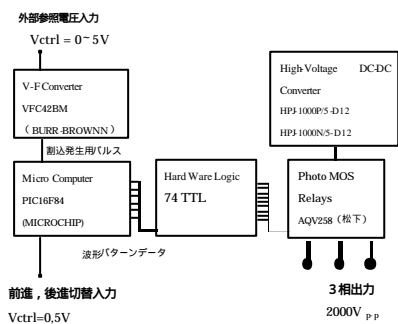 外部参照電圧入力
Vctrl = 0~5V
V-F Converter
VFC42BM
( BURR-BROWNN )
割込発生用パルス
Micro Computer
PIC16F84
(MICROCHIP)
Hard Ware Logic
74 TTL
波形パターンデータ
前進 , 後進切替入力
Vctrl=0,5V
High-Voltage DC-DC
Converter
HPJ-1000P/5-D12
HPJ-1000N/5-D12
Photo MOS
Relays
AQV258（松下）
3相出力
2000V P-P